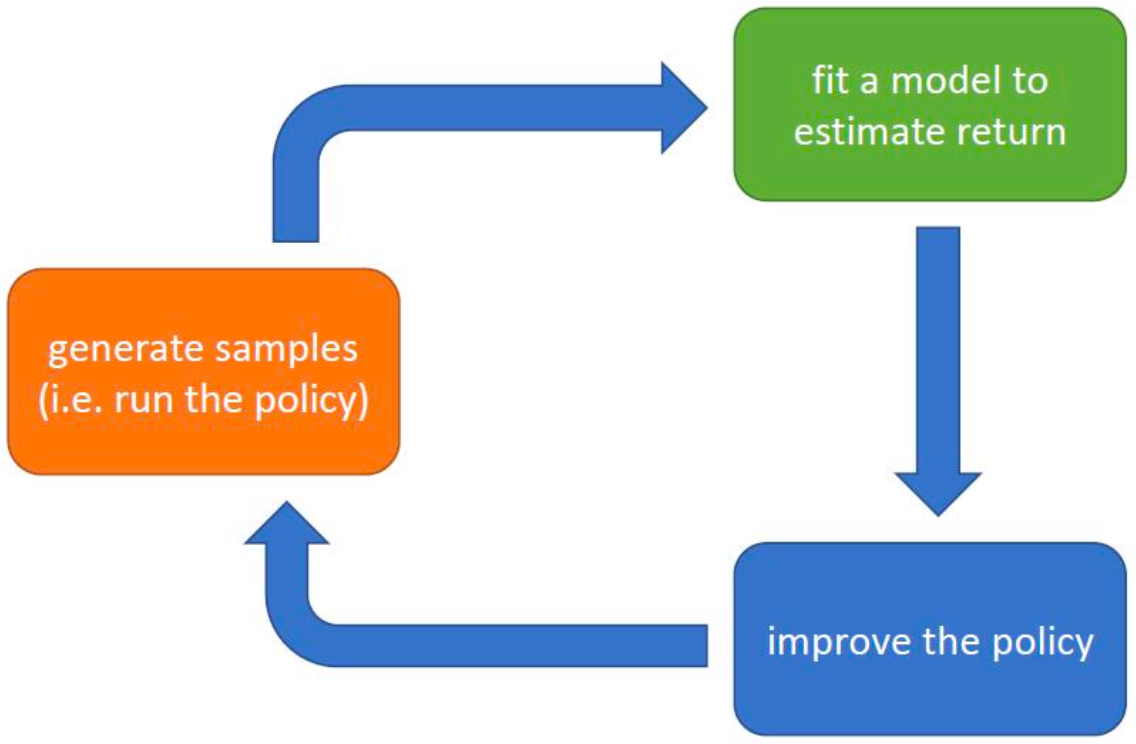 fit a model to
estimate return
generate samples
(i.e. run the policy)
improve the policy